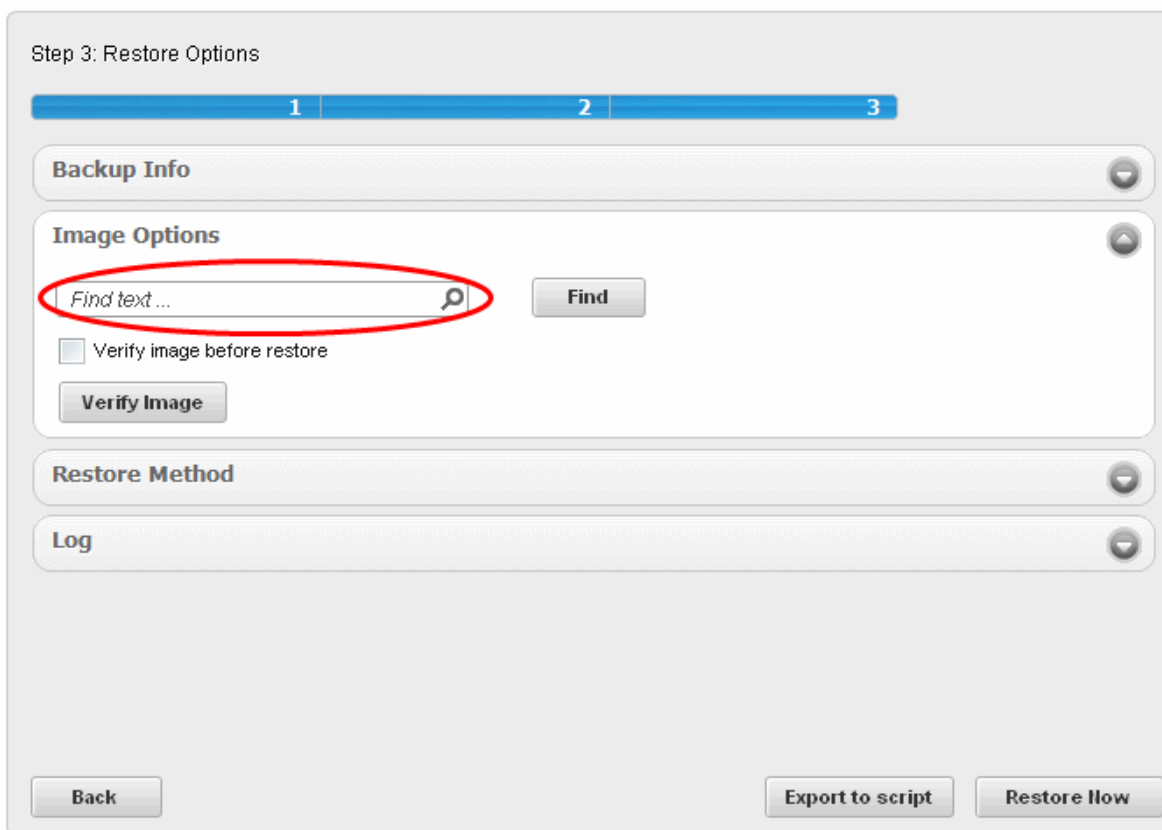 Step 3: Restore Options
1 2 3
Backup Info
Image Options
Find text ... Find
Verify image before restore
Verify Image
Restore Method
Log
Back Export to script Restore Now